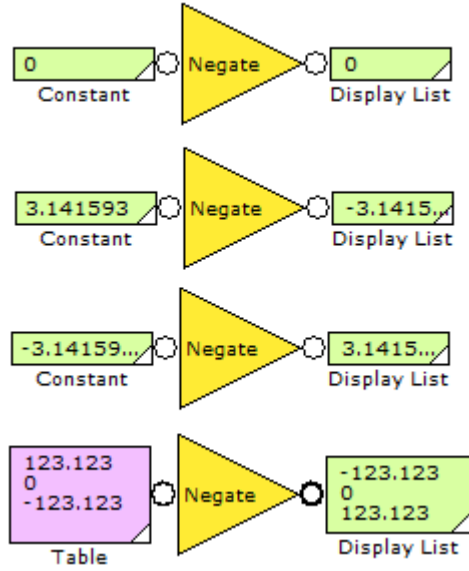 0
Negate
0
Constant
Display List
3.141593
Negate
-3.1415...
Constant
Display List
-3.14159...
Negate
3.1415...
Constant
Display List
123.123
0
-123.123
Negate
-123.123
0
123.123
Table
Display List